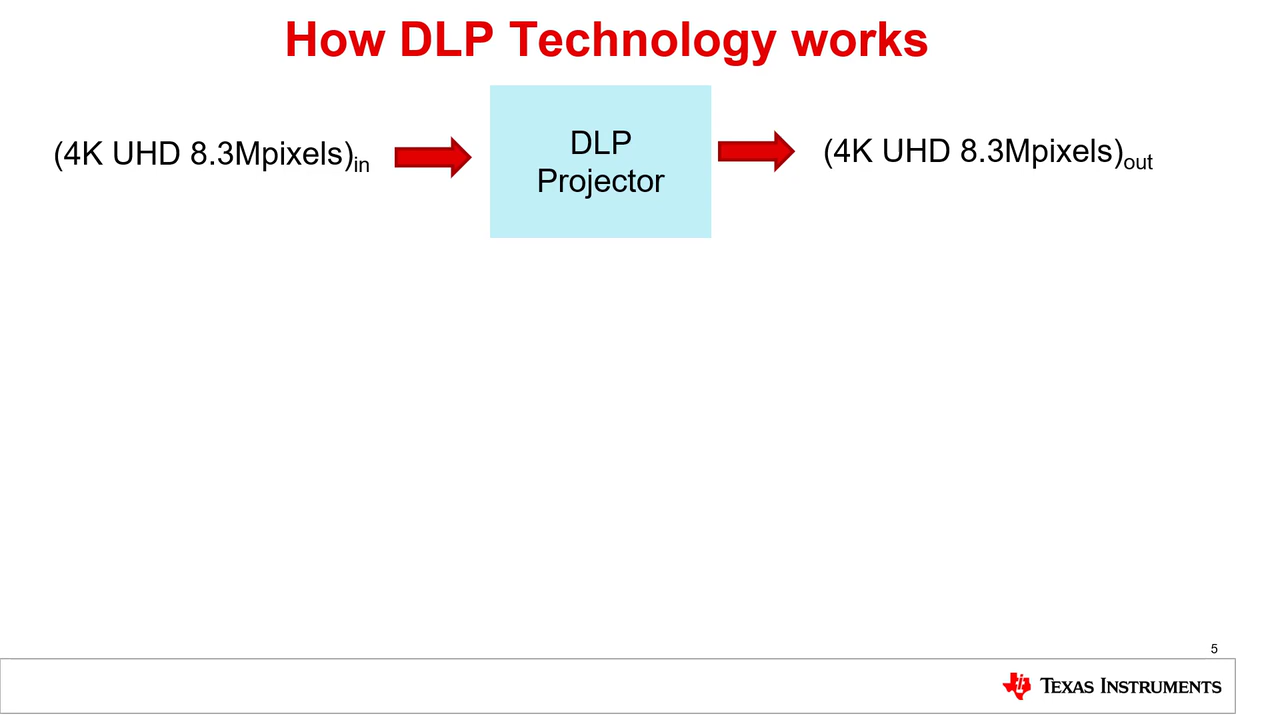 How DLP Technology works
(4K UHD 8.3Mpixels)in
DLP
Projector
(4K UHD 8.3Mpixels)out
5
TEXAS INSTRUMENTS